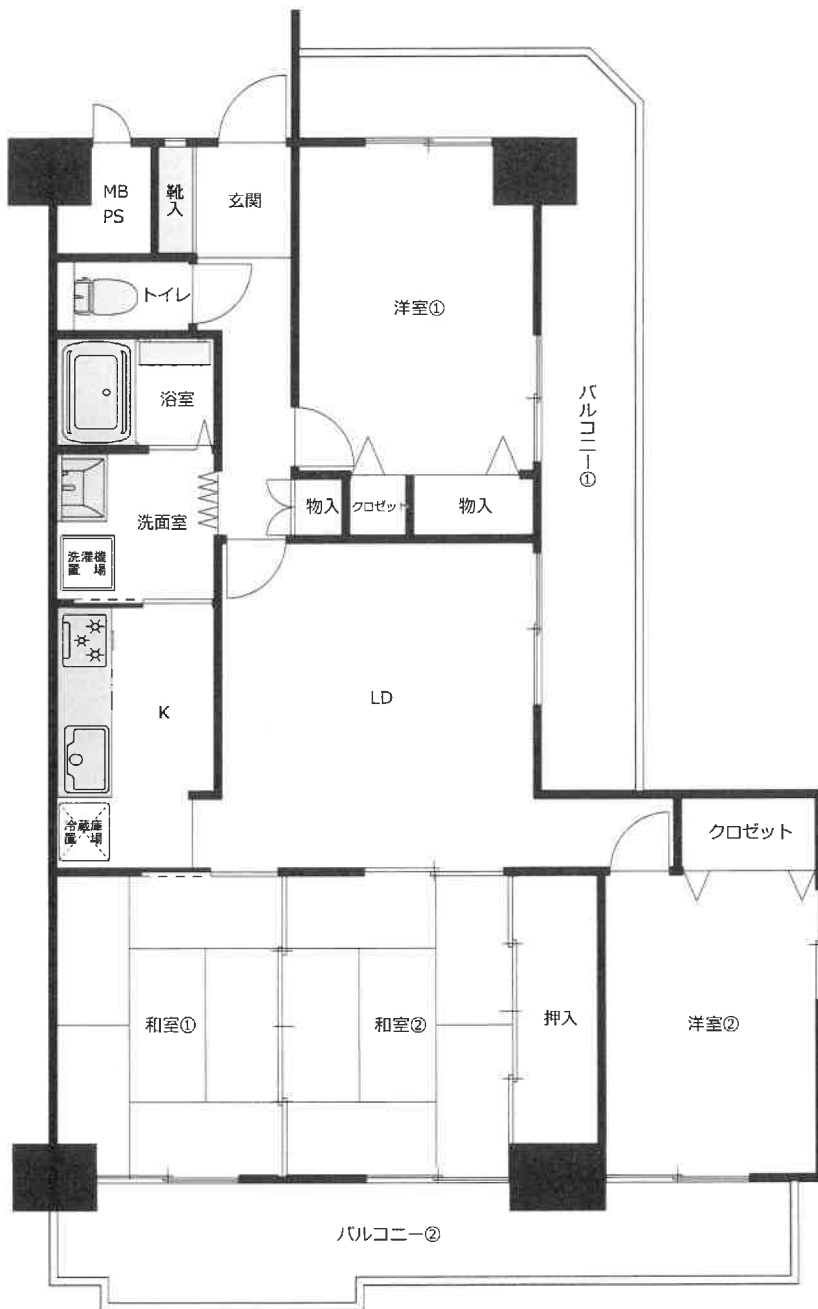 MB
PS
靴入
玄関
トイレ
洋室①
浴室
バルコニー①
物入
クロゼット
物入
洗面室
洗濯機
置場
K
LD
冷蔵庫
置場
クロゼット
和室①
和室②
押入
洋室②
バルコニー②